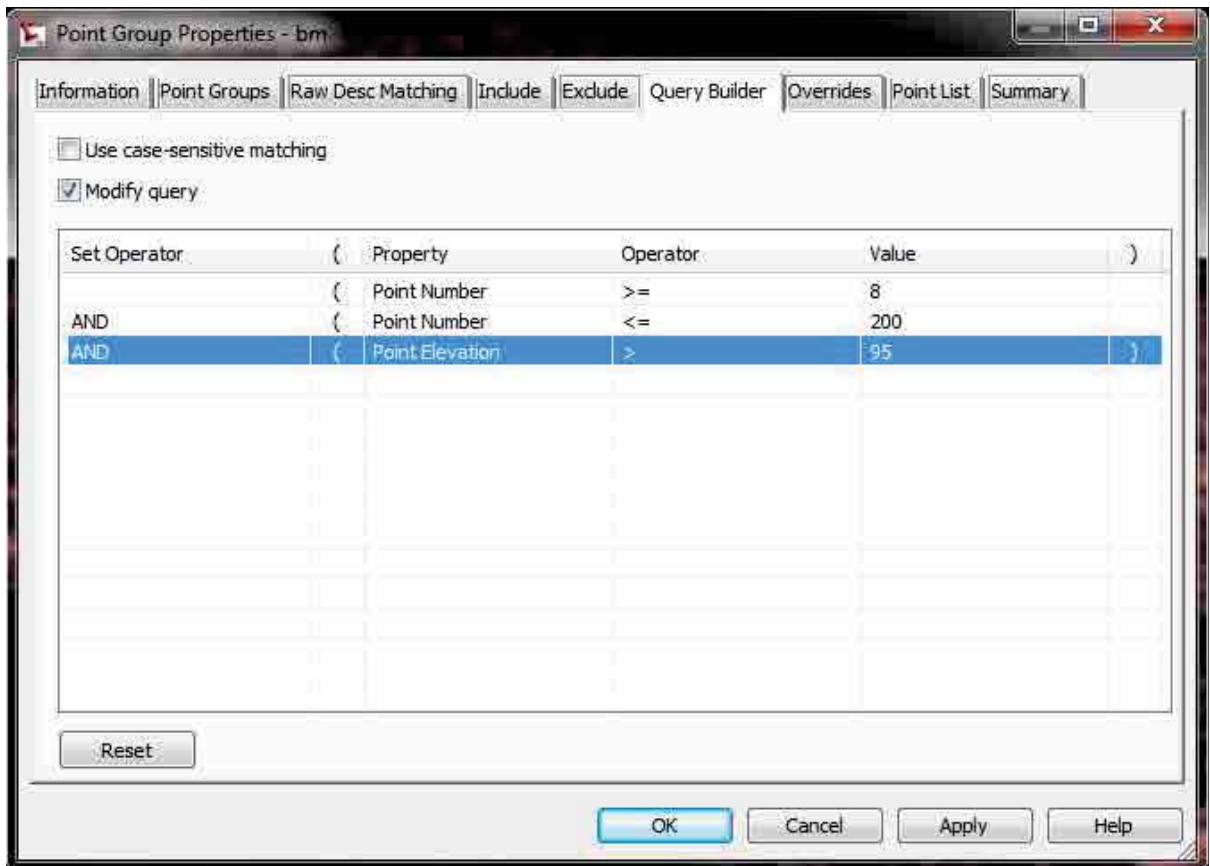 Point Group Properties - bm
Information Point Groups Raw Desc Matching Include Exclude Query Builder Overrides Point List Summary
Use case-sensitive matching
Modify query
Set Operator ( Property Operator Value )
( Point Number >= 8
AND ( Point Number <= 200
AND ( Point Elevation > 95 )
Reset
OK Cancel Apply Help